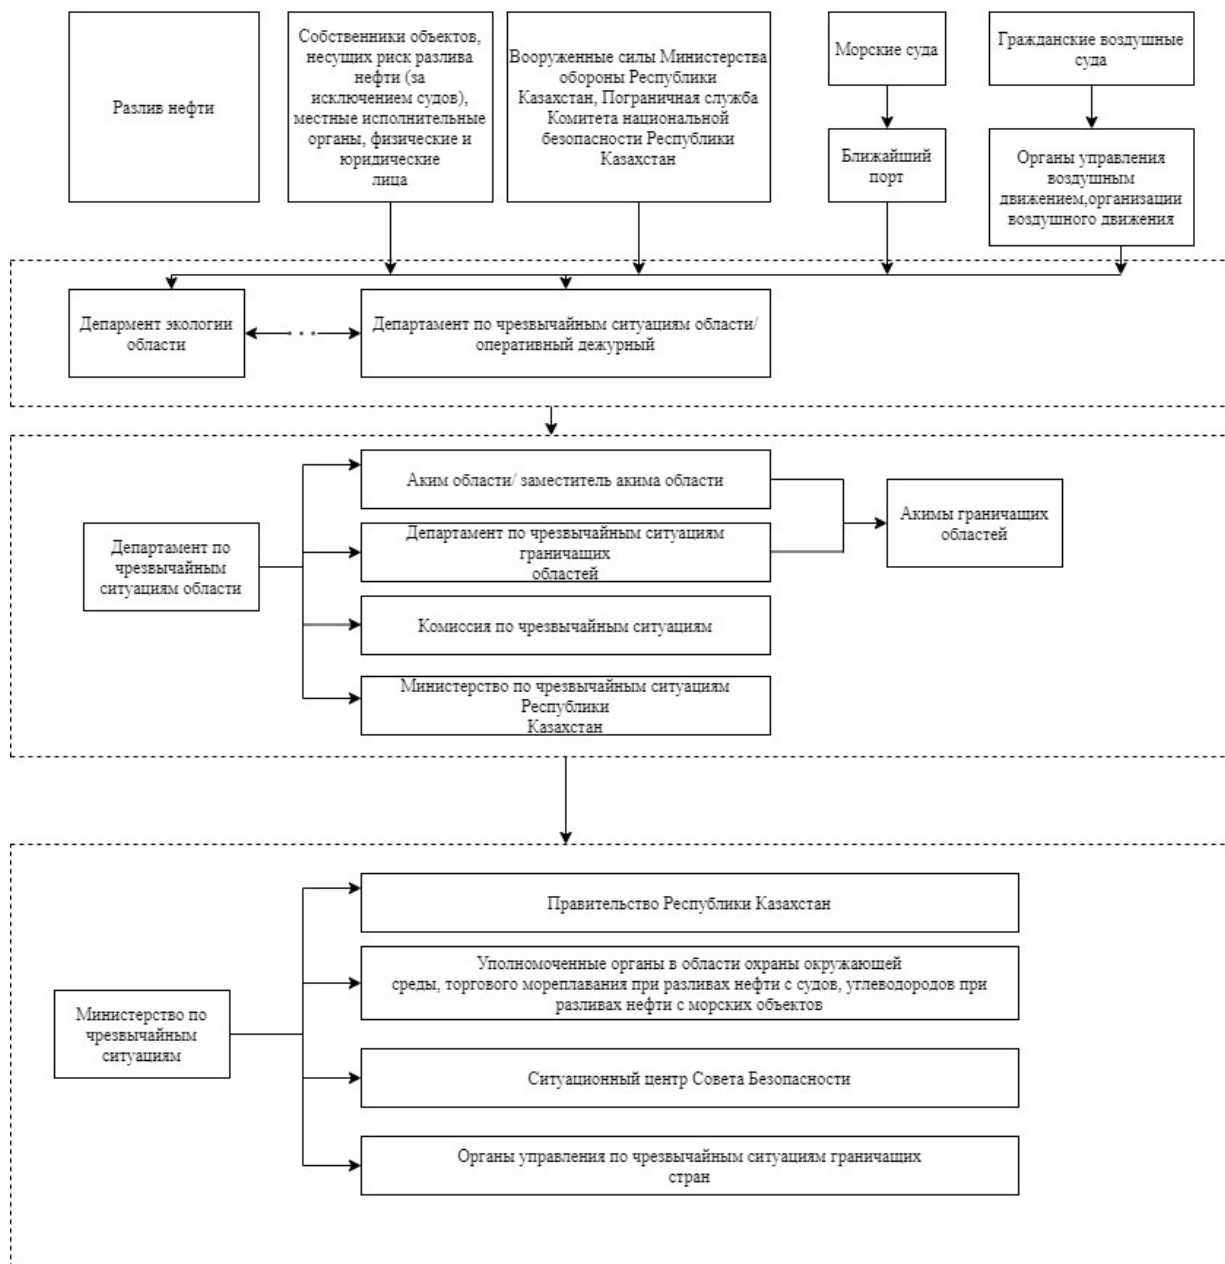 Разлив нефти
Собственники объектов,
несущих риск разлива
нефти (за
исключением судов),
местные исполнительные
органы, физические и
юридические
лица
Вооруженные силы Министерства
обороны Республики
Казахстан, Пограничная служба
Комитета национальной
безопасности Республики
Казахстан
Морские суда
Гражданские воздушные
суда
Ближайший
порт
Органы управления
воздушным
движением,организации
воздушного движения
Депармент экологии
области
Департамент по чрезвычайным ситуациям области/
оперативный дежурный
Департамент по
чрезвычайным
ситуациям области
Аким области/ заместитель акима области
Департамент по чрезвычайным ситуациям
граничащих
областей
Комиссия по чрезвычайным ситуациям
Министерство по чрезвычайным ситуациям
Республики
Казахстан
Акимы граничащих
областей
Министерство по
чрезвычайным
ситуациям
Правительство Республики Казахстан
Уполномоченные органы в области охраны окружающей
среды, торгового мореплавания при разливах нефти с судов, углеводородов при
разливах нефти с морских объектов
Ситуационный центр Совета Безопасности
Органы управления по чрезвычайным ситуациям граничащих
стран